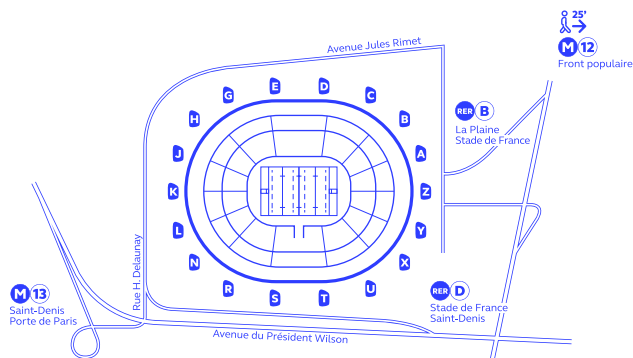 25'
M 12
Front populaire
Avenue Jules Rimet
E
D
G
C
H
B
RER B
La Plaine
Stade de France
J
A
K
Z
L
Y
N
X
R
U
S
T
Rue H. Delaunay
M 13
Saint-Denis
Porte de Paris
RER D
Stade de France
Saint-Denis
Avenue du Président Wilson